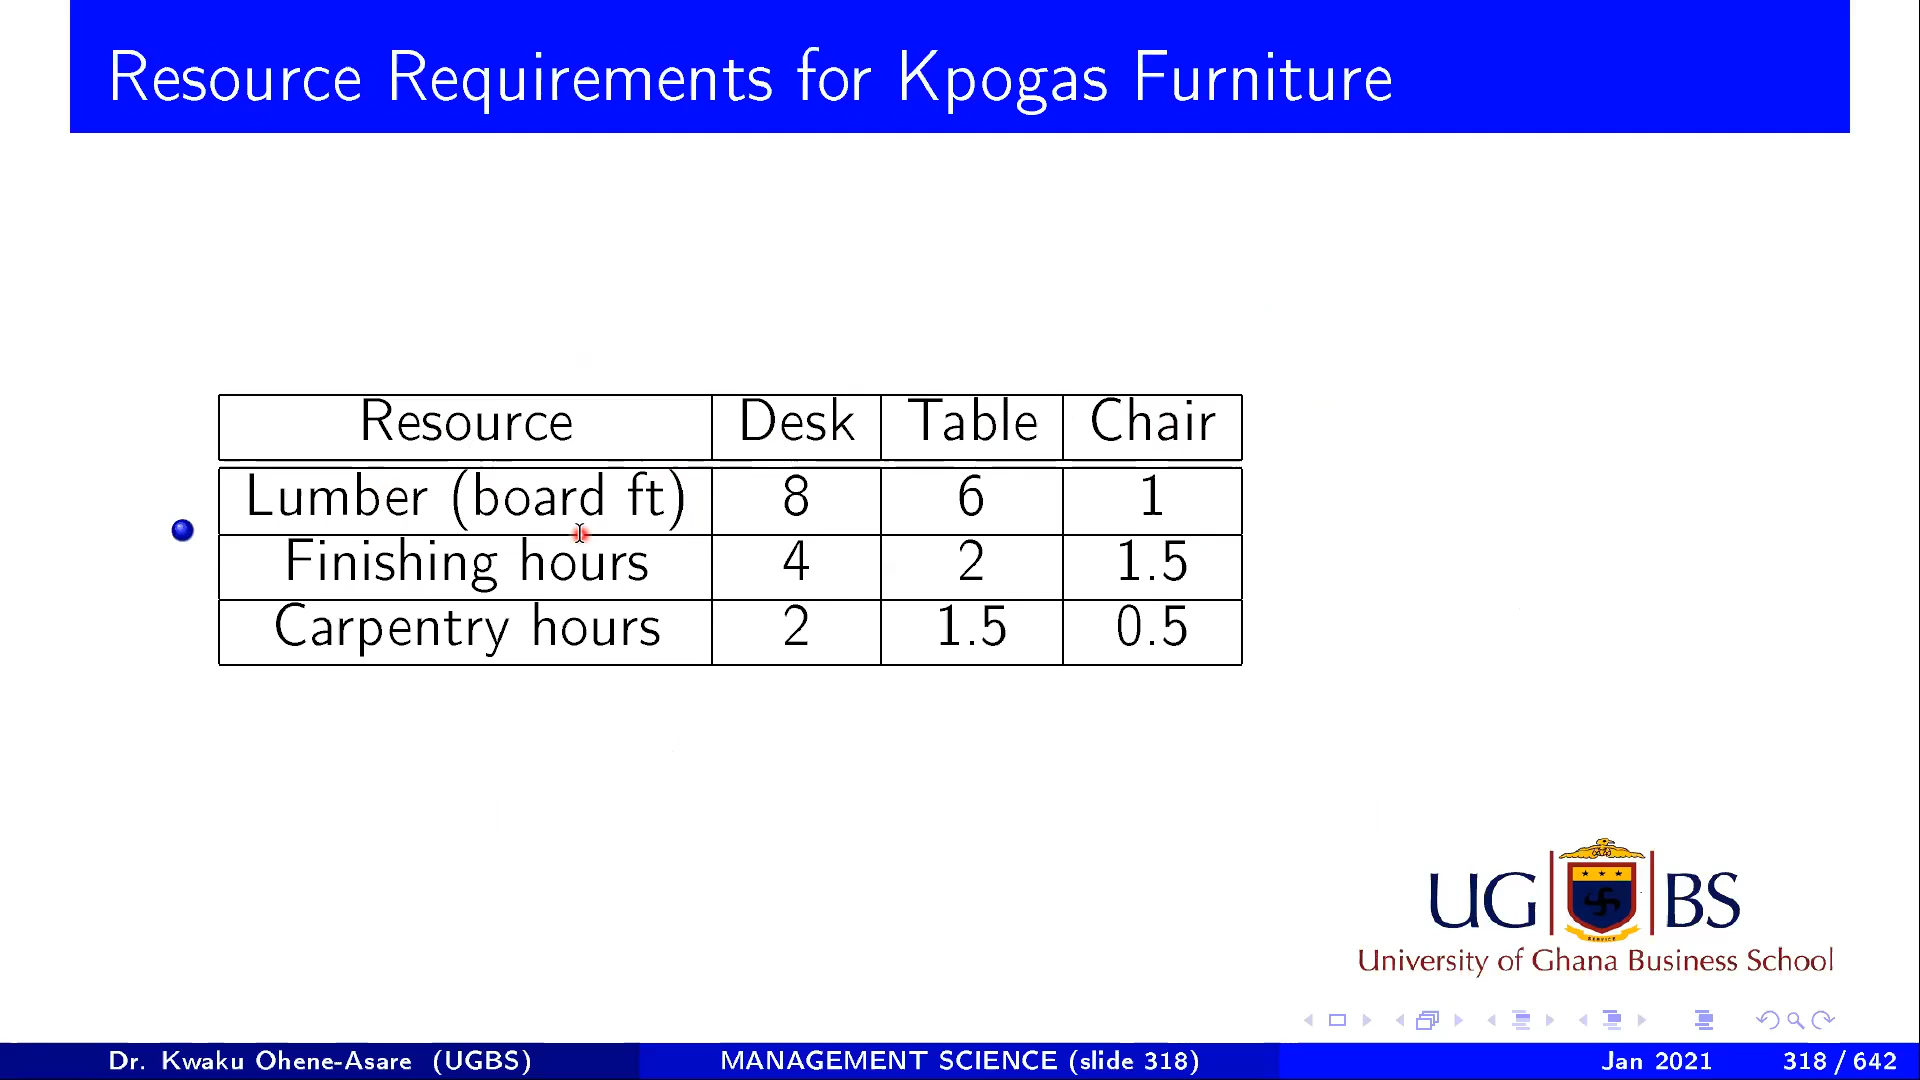 Resource Requirements for Kpogas Furniture
Resource Desk Table Chair
Lumber (board ft) 8 6 1
Finishing hours 4 2 1.5
Carpentry hours 2 1.5 0.5
UG BS
SERVICE
University of Ghana Business School
Dr. Kwaku Ohene-Asare (UGBS) MANAGEMENT SCIENCE (slide 318) Jan 2021 318 / 642